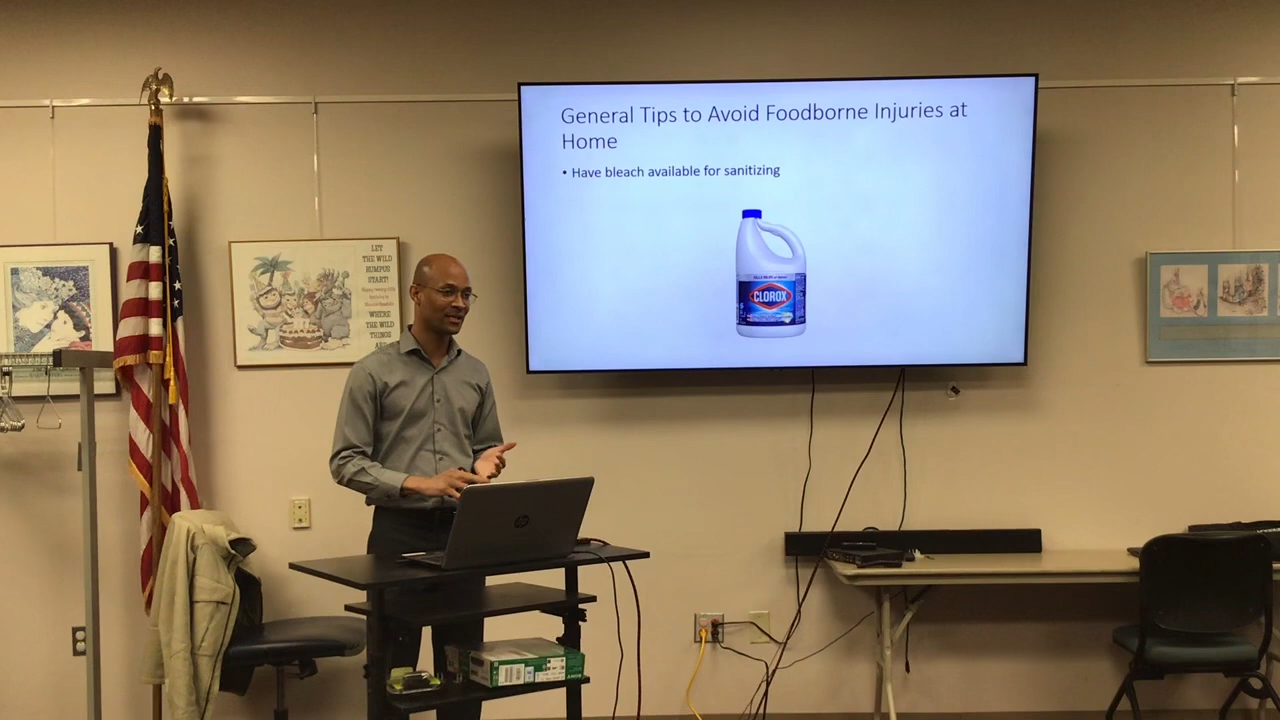 General Tips to Avoid Foodborne Injuries at
Home
• Have bleach available for sanitizing
CLOROX
LET
THE WILD
RUMPUS
START!
WHERE
THE WILD
THINGS
ARE
hp